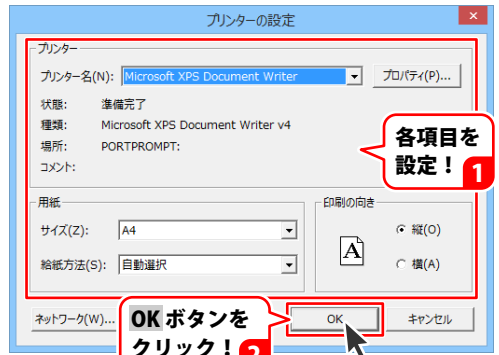 プリンターの設定
×
プリンター
プリンター名(N): Microsoft XPS Document Writer プロパティ(P)...
状態: 準備完了
種類: Microsoft XPS Document Writer v4
場所: PORTPROMPT:
コメント:
各項目を
設定！ 1
用紙
サイズ(Z): A4
給紙方法(S): 自動選択
印刷の向き
A
縦(O)
横(A)
ネットワーク(W)... OK キャンセル
OK ボタンを
クリック！ 2